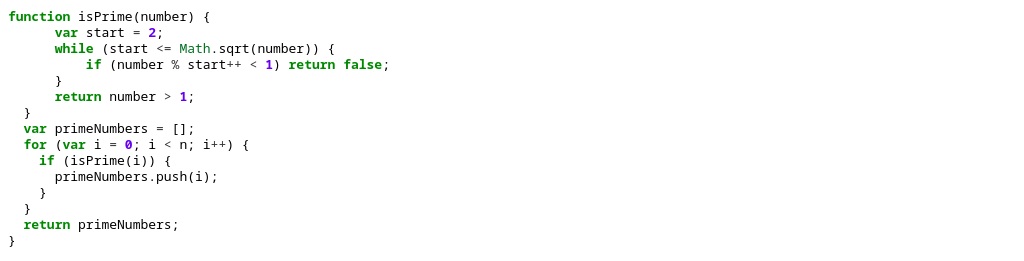 function isPrime(number) {
var start = 2;
while (start <= Math.sqrt(number)) {
if (number % start++ < 1) return false;
}
return number > 1;
}
var primeNumbers = [];
for (var i = 0; i < n; i++) {
if (isPrime(i)) {
primeNumbers.push(i);
}
}
return primeNumbers;
}